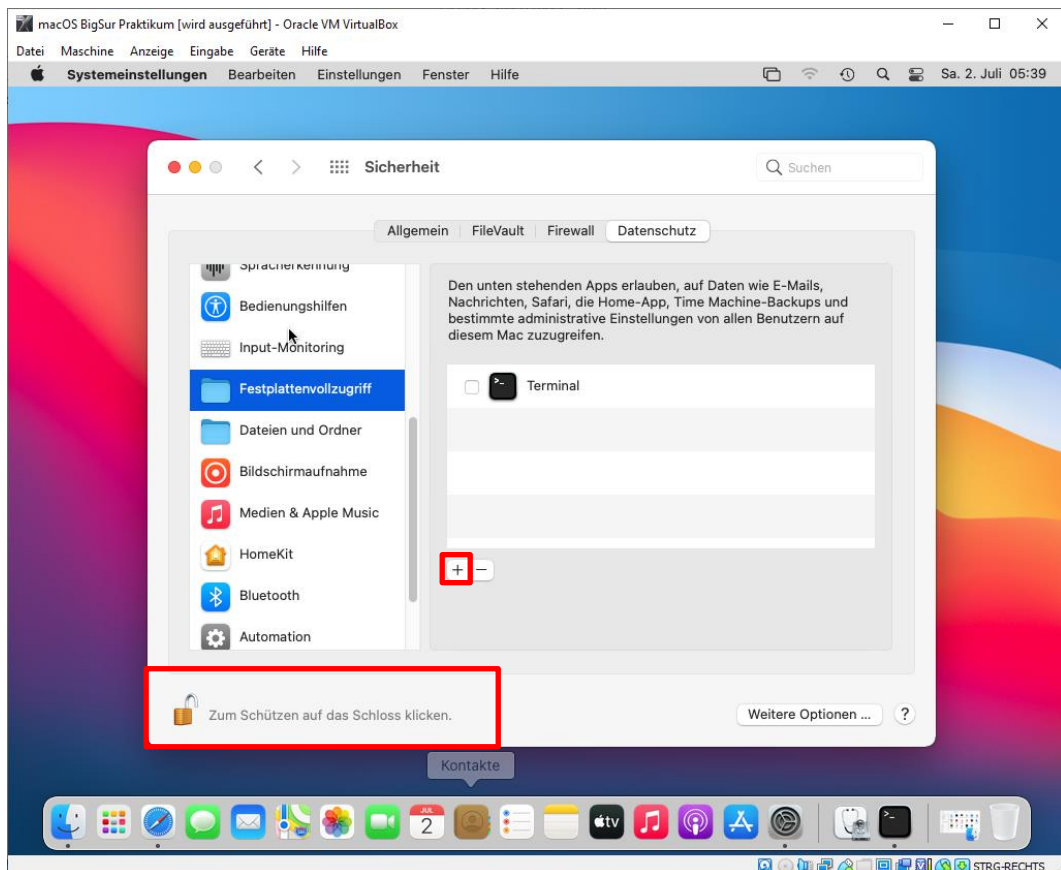 macOS BigSur Praktikum [wird ausgeführt] - Oracle VM VirtualBox
Datei Maschine Anzeige Eingabe Geräte Hilfe
Systemeinstellungen Bearbeiten Einstellungen Fenster Hilfe Sa. 2. Juli 05:39
Sicherheit
Suchen
Allgemein FileVault Firewall Datenschutz
Spracherkennung
Bedienungshilfen
Input-Monitoring
Festplattenvollzugriff
Dateien und Ordner
Bildschirmaufnahme
Medien & Apple Music
HomeKit
Bluetooth
Automation
Den unten stehenden Apps erlauben, auf Daten wie E-Mails,
Nachrichten, Safari, die Home-App, Time Machine-Backups und
bestimmte administrative Einstellungen von allen Benutzern auf
diesem Mac zuzugreifen.
Terminal
+ −
Zum Schützen auf das Schloss klicken.
Weitere Optionen ... ?
Kontakte
JUL
2
tv
STRG-RECHTS